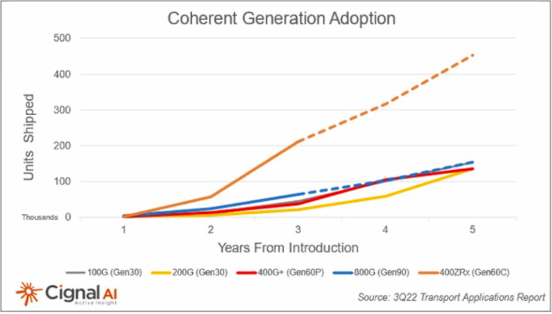 Coherent Generation Adoption
Units Shipped
500
400
300
200
100
Thousands 0
1 2 3 4 5
Years From Introduction
100G (Gen30) 200G (Gen30) 400G+ (Gen60P) 800G (Gen90) 400ZRx (Gen60C)
Cignal AI
Active Insight
Source: 3Q22 Transport Applications Report